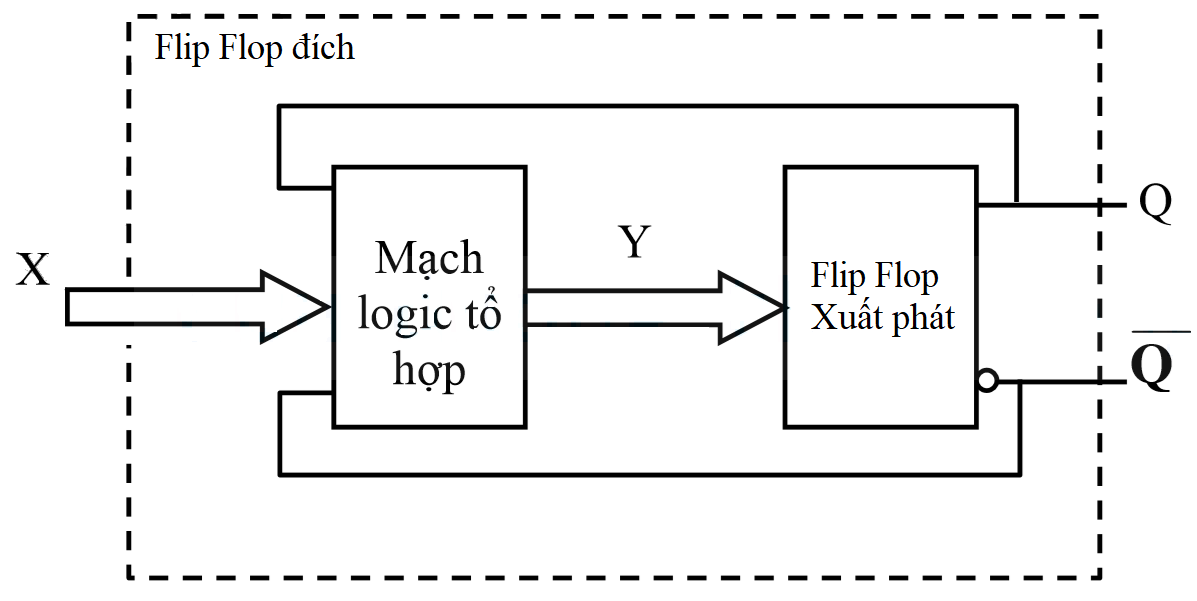 Flip Flop đích
X
Mạch
logic tổ
hợp
Y
Flip Flop
Xuất phát
Q
Q̅